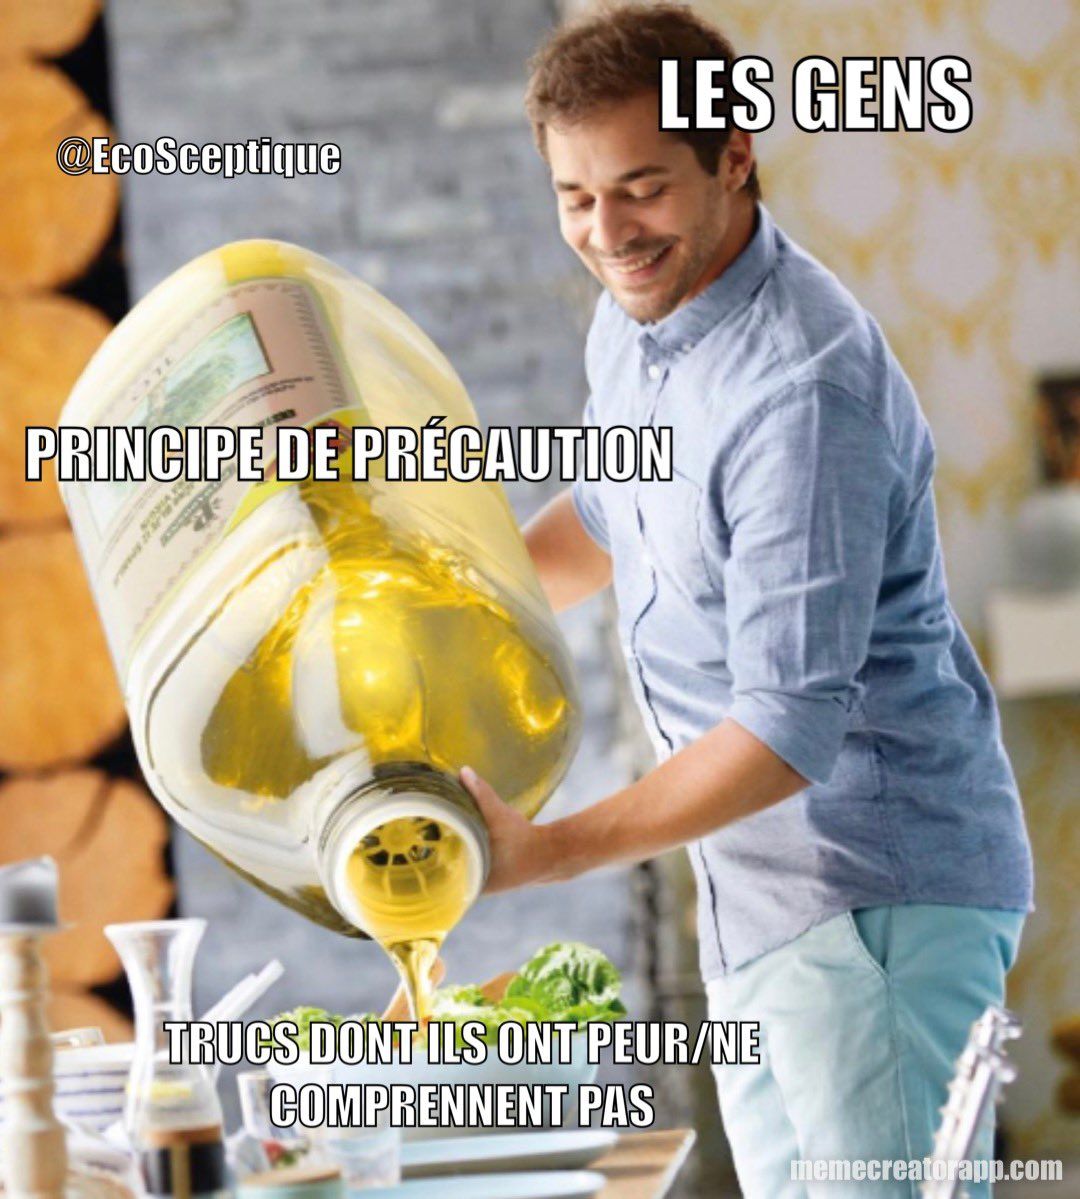 LES GENS
@EcoSceptique
PRINCIPE DE PRÉCAUTION
TRUCS DONT ILS ONT PEUR/NE
COMPRENNENT PAS
memecreatorapp.com